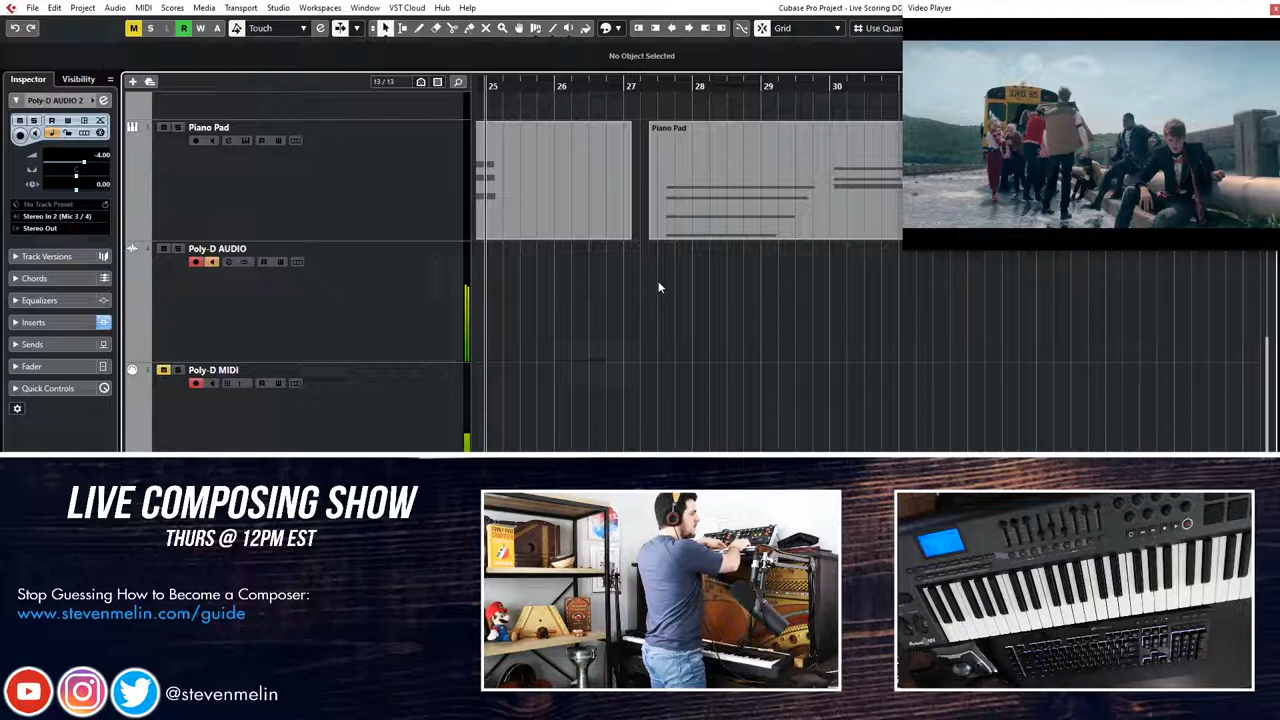 File Edit Project Audio MIDI Scores Media Transport Studio Workspaces Window VST Cloud Hub Help
Cubase Pro Project - Live Scoring DC
Video Player
M S L R W A
Touch
Grid
Use Quan
No Object Selected
Inspector Visibility
13 / 13
25 26 27 28 29 30
Poly-D AUDIO 2
-4.00
C
0.00
No Track Preset
Stereo In 2 (Mic 3 / 4)
Stereo Out
Track Versions
Chords
Equalizers
Inserts
Sends
Fader
Quick Controls
Piano Pad
Piano Pad
4
Poly-D AUDIO
5
Poly-D MIDI
SCHOOL BUS
LIVE COMPOSING SHOW
THURS @ 12PM EST
Stop Guessing How to Become a Composer:
www.stevenmelin.com/guide
@stevenmelin